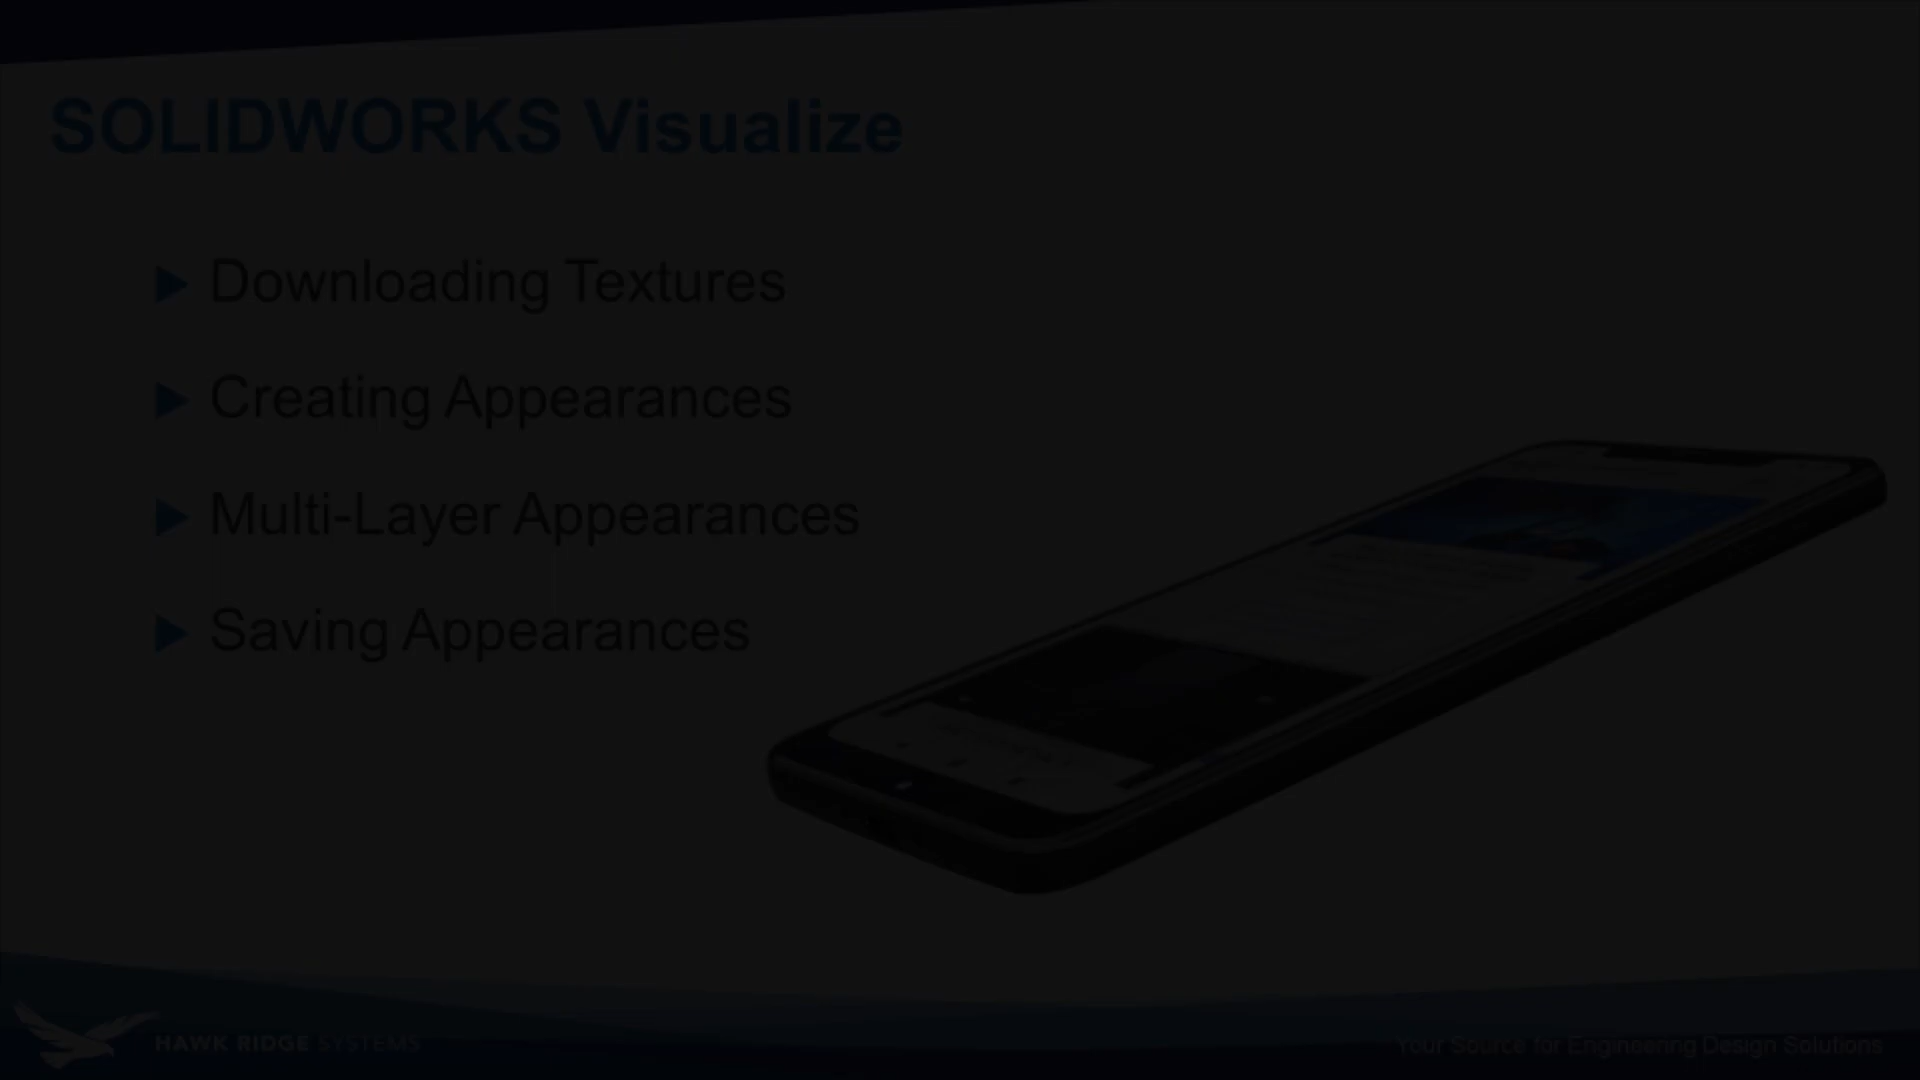 SOLIDWORKS Visualize
Downloading Textures
Creating Appearances
Multi-Layer Appearances
Saving Appearances
HAWK RIDGE SYSTEMS
Your Source for Engineering Design Solutions